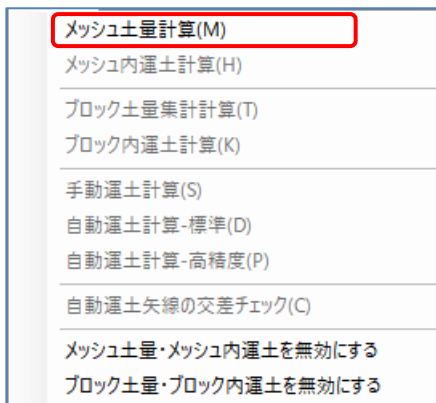 メッシュ土量計算(M)
メッシュ内運土計算(H)
ブロック土量集計計算(T)
ブロック内運土計算(K)
手動運土計算(S)
自動運土計算-標準(D)
自動運土計算-高精度(P)
自動運土矢線の交差チェック(C)
メッシュ土量・メッシュ内運土を無効にする
ブロック土量・ブロック内運土を無効にする